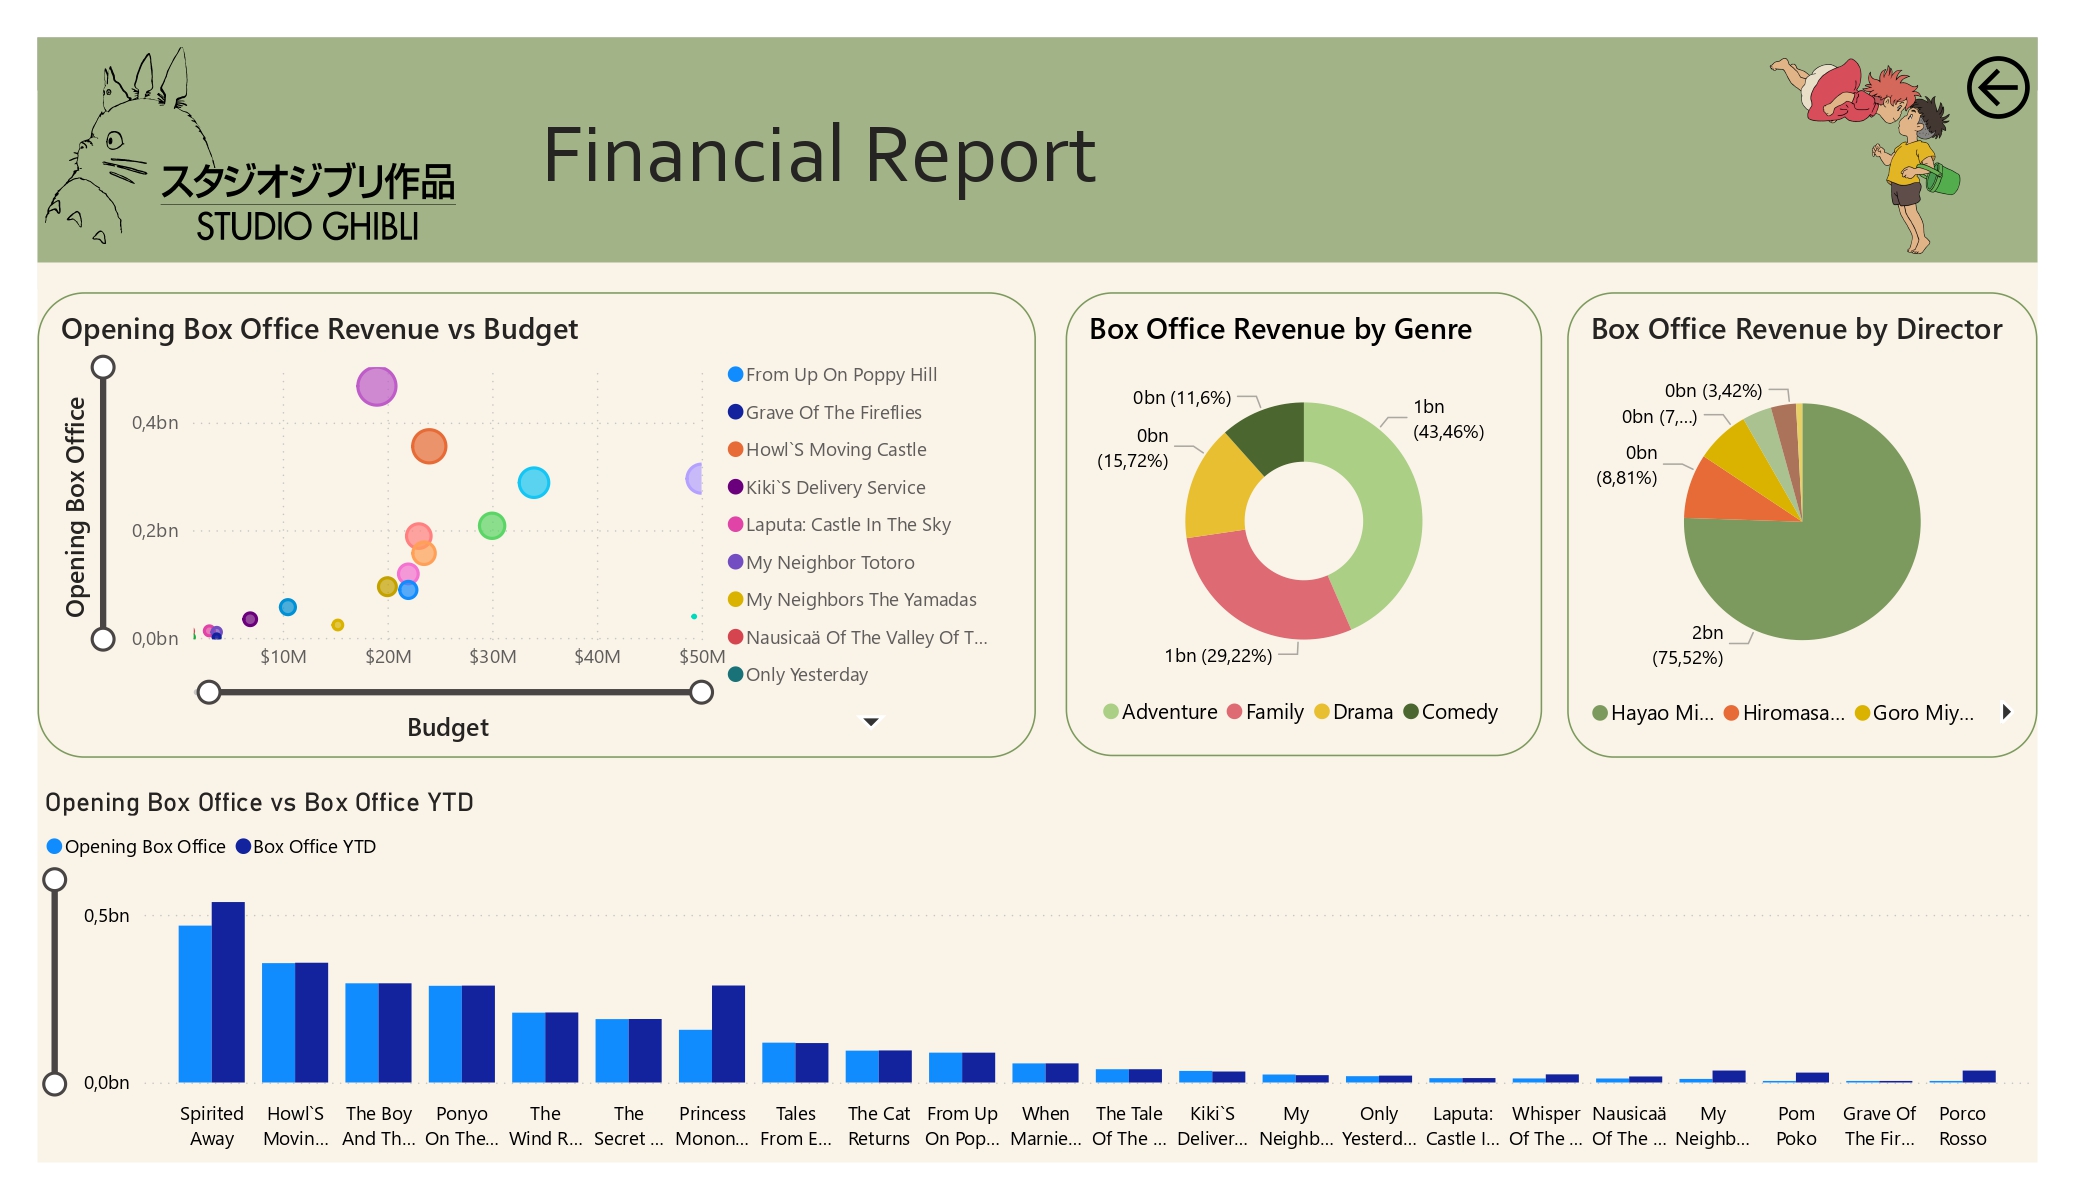 スタジオジブリ作品
STUDIO GHIBLI
Financial Report
Opening Box Office Revenue vs Budget
Opening Box Office
0,4bn
0,2bn
0,0bn
$10M
$20M
$30M
$40M
$50M
Budget
From Up On Poppy Hill
Grave Of The Fireflies
Howl`S Moving Castle
Kiki`S Delivery Service
Laputa: Castle In The Sky
My Neighbor Totoro
My Neighbors The Yamadas
Nausicaä Of The Valley Of T...
Only Yesterday
Box Office Revenue by Genre
0bn (11,6%)
1bn
(43,46%)
0bn
(15,72%)
1bn (29,22%)
Adventure
Family
Drama
Comedy
Box Office Revenue by Director
0bn (3,42%)
0bn (7,...)
0bn
(8,81%)
2bn
(75,52%)
Hayao Mi...
Hiromasa...
Goro Miy...
Opening Box Office vs Box Office YTD
Opening Box Office
Box Office YTD
0,5bn
0,0bn
Spirited
Away
Howl`S
Movin...
The Boy
And Th...
Ponyo
On The...
The
Wind R...
The
Secret ...
Princess
Monon...
Tales
From E...
The Cat
Returns
From Up
On Pop...
When
Marnie...
The Tale
Of The ...
Kiki`S
Deliver...
My
Neighb...
Only
Yesterd...
Laputa:
Castle I...
Whisper
Of The ...
Nausicaä
Of The ...
My
Neighb...
Pom
Poko
Grave Of
The Fir...
Porco
Rosso